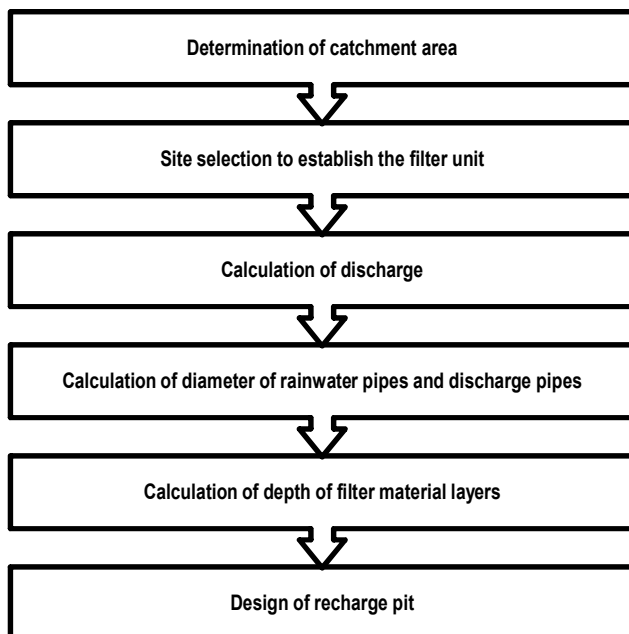 Determination of catchment area
Site selection to establish the filter unit
Calculation of discharge
Calculation of diameter of rainwater pipes and discharge pipes
Calculation of depth of filter material layers
Design of recharge pit